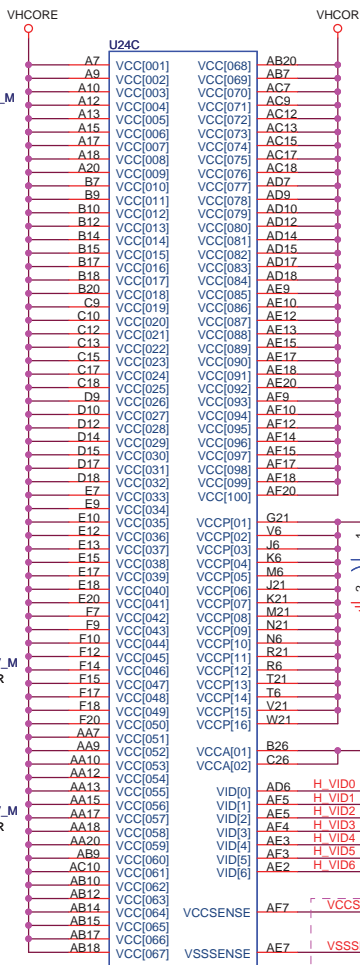 VHCORE VHCOR
U24C
A7 VCC[001] VCC[068] AB20
A9 VCC[002] VCC[069] AB7
A10 VCC[003] VCC[070] AC7
_M A12 VCC[004] VCC[071] AC9
A13 VCC[005] VCC[072] AC12
A15 VCC[006] VCC[073] AC13
A17 VCC[007] VCC[074] AC15
A18 VCC[008] VCC[075] AC17
A20 VCC[009] VCC[076] AC18
B7 VCC[010] VCC[077] AD7
B9 VCC[011] VCC[078] AD9
B10 VCC[012] VCC[079] AD10
B12 VCC[013] VCC[080] AD12
B14 VCC[014] VCC[081] AD14
B15 VCC[015] VCC[082] AD15
B17 VCC[016] VCC[083] AD17
B18 VCC[017] VCC[084] AD18
B20 VCC[018] VCC[085] AE9
C9 VCC[019] VCC[086] AE10
C10 VCC[020] VCC[087] AE12
C12 VCC[021] VCC[088] AE13
C13 VCC[022] VCC[089] AE15
C15 VCC[023] VCC[090] AE17
C17 VCC[024] VCC[091] AE18
C18 VCC[025] VCC[092] AE20
D9 VCC[026] VCC[093] AF9
D10 VCC[027] VCC[094] AF10
D12 VCC[028] VCC[095] AF12
D14 VCC[029] VCC[096] AF14
D15 VCC[030] VCC[097] AF15
D17 VCC[031] VCC[098] AF17
D18 VCC[032] VCC[099] AF18
E7 VCC[033] VCC[100] AF20
E9 VCC[034]
E10 VCC[035] VCCP[01] G21
E12 VCC[036] VCCP[02] V6
E13 VCC[037] VCCP[03] J6
E15 VCC[038] VCCP[04] K6
E17 VCC[039] VCCP[05] M6
E18 VCC[040] VCCP[06] J21
E20 VCC[041] VCCP[07] K21
F7 VCC[042] VCCP[08] M21
F9 VCC[043] VCCP[09] N21
F10 VCC[044] VCCP[10] N6
F12 VCC[045] VCCP[11] R21
F14 VCC[046] VCCP[12] R6
F15 VCC[047] VCCP[13] T21
F17 VCC[048] VCCP[14] T6
F18 VCC[049] VCCP[15] V21
F20 VCC[050] VCCP[16] W21
AA7 VCC[051]
AA9 VCC[052] VCCA[01] B26
AA10 VCC[053] VCCA[02] C26
AA12 VCC[054]
AA13 VCC[055] VID[0] AD6 H_VID0
AA15 VCC[056] VID[1] AF5 H_VID1
AA17 VCC[057] VID[2] AE5 H_VID2
AA18 VCC[058] VID[3] AF4 H_VID3
AA20 VCC[059] VID[4] AE3 H_VID4
AB9 VCC[060] VID[5] AF3 H_VID5
AC10 VCC[061] VID[6] AE2 H_VID6
AB10 VCC[062]
AB12 VCC[063]
AB14 VCC[064] VCCSENSE AF7 VCCS
AB15 VCC[065]
AB17 VCC[066]
AB18 VCC[067] VSSSENSE AE7 VSSS